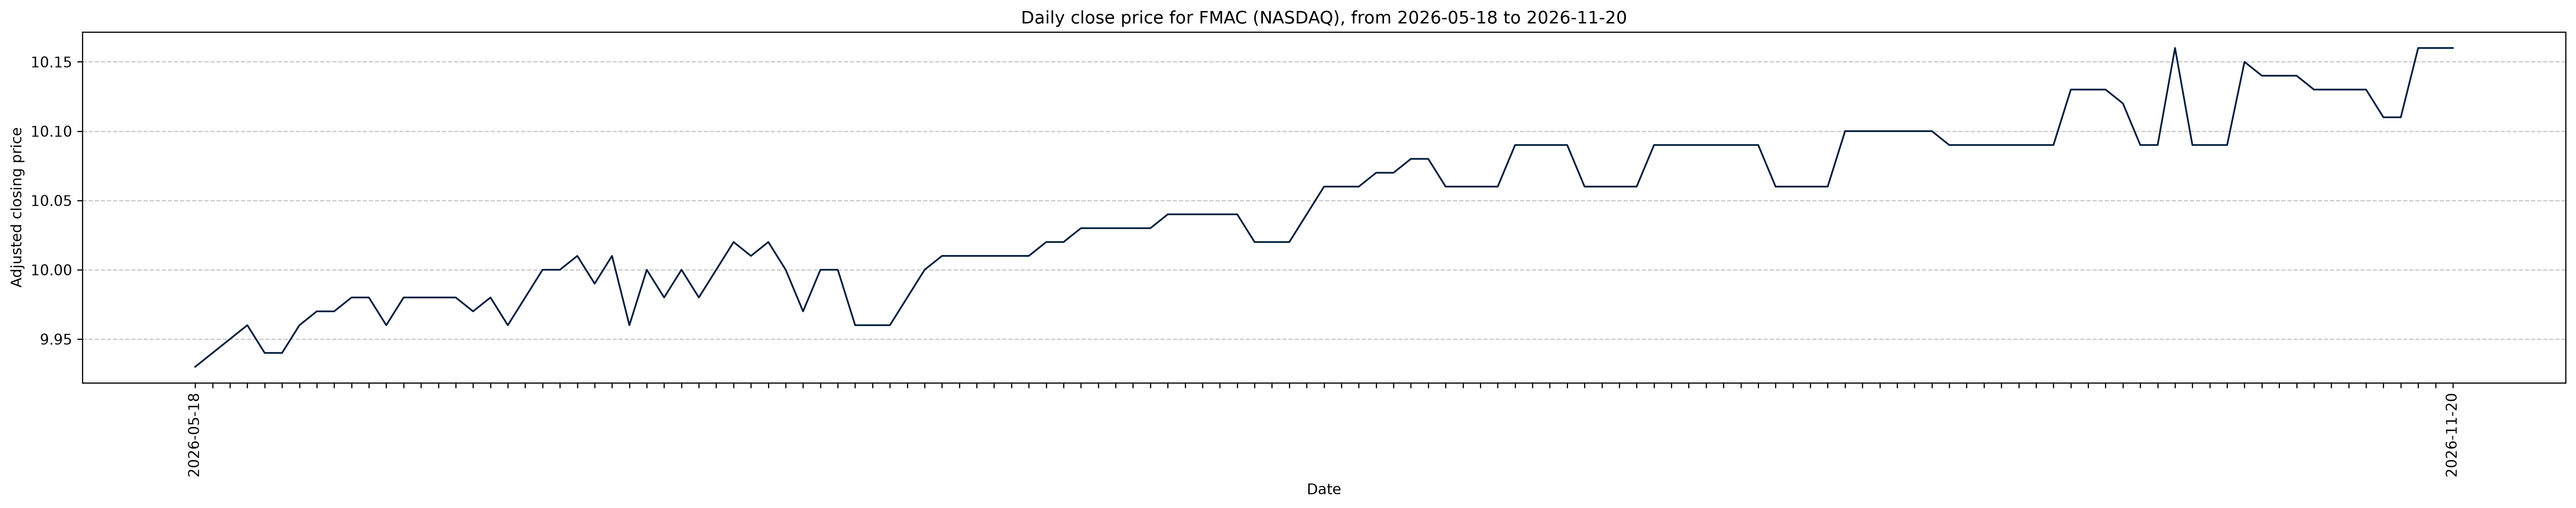 Daily close price for FMAC (NASDAQ), from 2026-05-18 to 2026-11-20
Adjusted closing price
10.15
10.10
10.05
10.00
9.95
2026-05-18
2026-11-20
Date